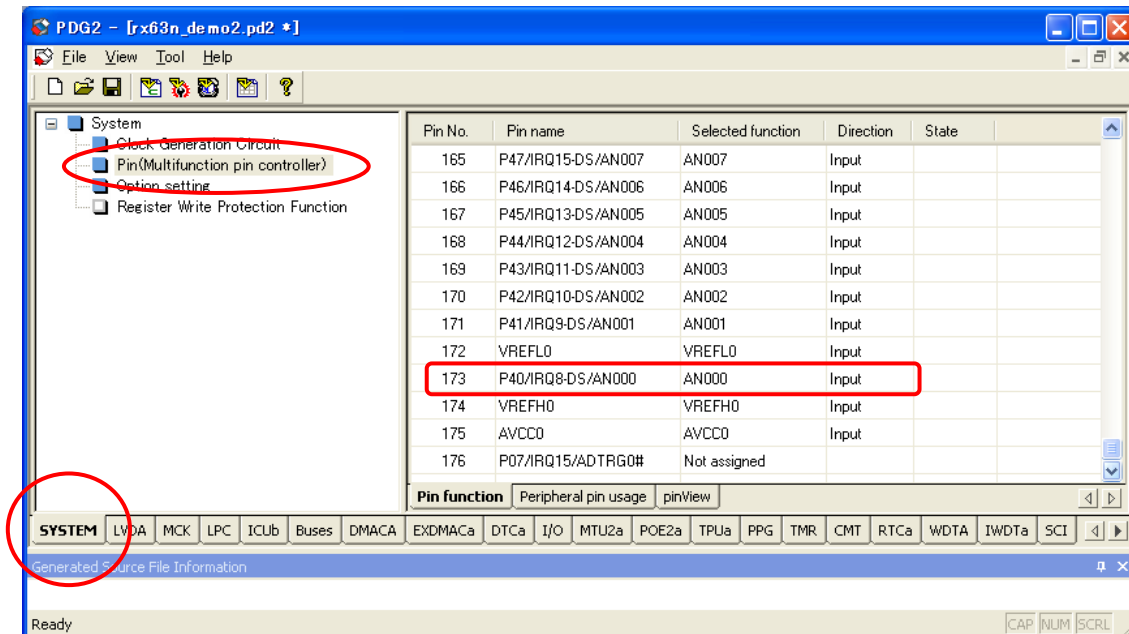 PDG2 - [rx63n_demo2.pd2 *]
File View Tool Help
System
Clock Generation Circuit
Pin(Multifunction pin controller)
Option setting
Register Write Protection Function
Pin No. Pin name Selected function Direction State
165 P47/IRQ15-DS/AN007 AN007 Input
166 P46/IRQ14-DS/AN006 AN006 Input
167 P45/IRQ13-DS/AN005 AN005 Input
168 P44/IRQ12-DS/AN004 AN004 Input
169 P43/IRQ11-DS/AN003 AN003 Input
170 P42/IRQ10-DS/AN002 AN002 Input
171 P41/IRQ9-DS/AN001 AN001 Input
172 VREFL0 VREFL0 Input
173 P40/IRQ8-DS/AN000 AN000 Input
174 VREFH0 VREFH0 Input
175 AVCC0 AVCC0 Input
176 P07/IRQ15/ADTRG0# Not assigned
Pin function Peripheral pin usage pinView
SYSTEM LVDA MCK LPC ICUb Buses DMACA EXDMACa DTCa I/O MTU2a POE2a TPUa PPG TMR CMT RTCa WDTA IWDTa SCI
Generated Source File Information
Ready CAP NUM SCRL